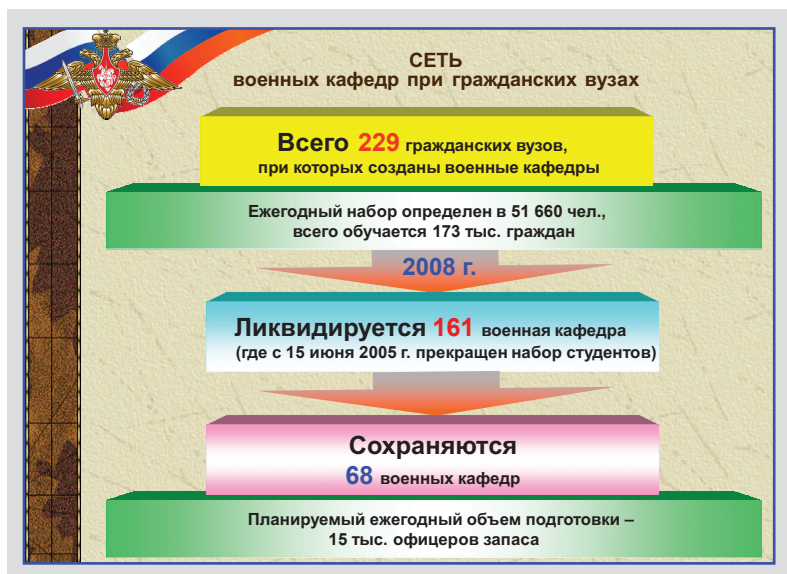 СЕТЬ
военных кафедр при гражданских вузах
Всего 229 гражданских вузов,
при которых созданы военные кафедры
Ежегодный набор определен в 51 660 чел.,
всего обучается 173 тыс. граждан
2008 г.
Ликвидируется 161 военная кафедра
(где с 15 июня 2005 г. прекращен набор студентов)
Сохраняются
68 военных кафедр
Планируемый ежегодный объем подготовки –
15 тыс. офицеров запаса